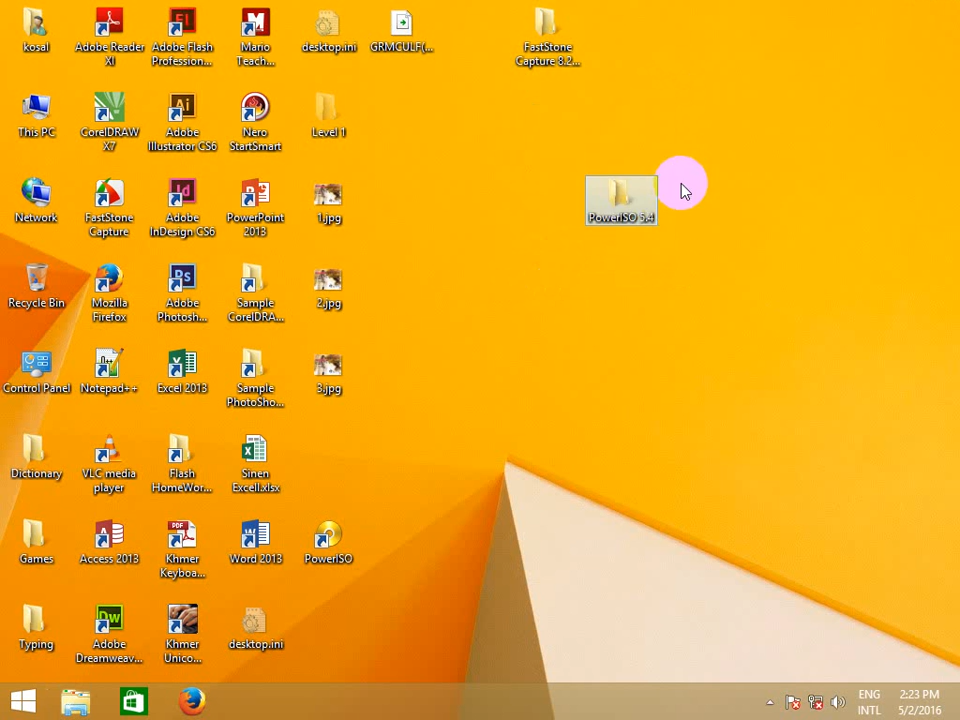 kosal
Adobe Reader
XI
Adobe Flash
Profession...
Mario
Teach...
desktop.ini
GRMCULF(...
FastStone
Capture 8.2...
This PC
CorelDRAW
X7
Adobe
Illustrator CS6
Nero
StartSmart
Level 1
Network
FastStone
Capture
Adobe
InDesign CS6
PowerPoint
2013
1.jpg
PowerISO 5.4
Recycle Bin
Mozilla
Firefox
Adobe
Photosh...
Sample
CorelDRA...
2.jpg
Control Panel
Notepad++
Excel 2013
Sample
PhotoSho...
3.jpg
Dictionary
VLC media
player
Flash
HomeWor...
Sinen
Excell.xlsx
Games
Access 2013
Khmer
Keyboa...
Word 2013
PowerISO
Typing
Adobe
Dreamweav...
Khmer
Unico...
desktop.ini
ENG
INTL
2:23 PM
5/2/2016